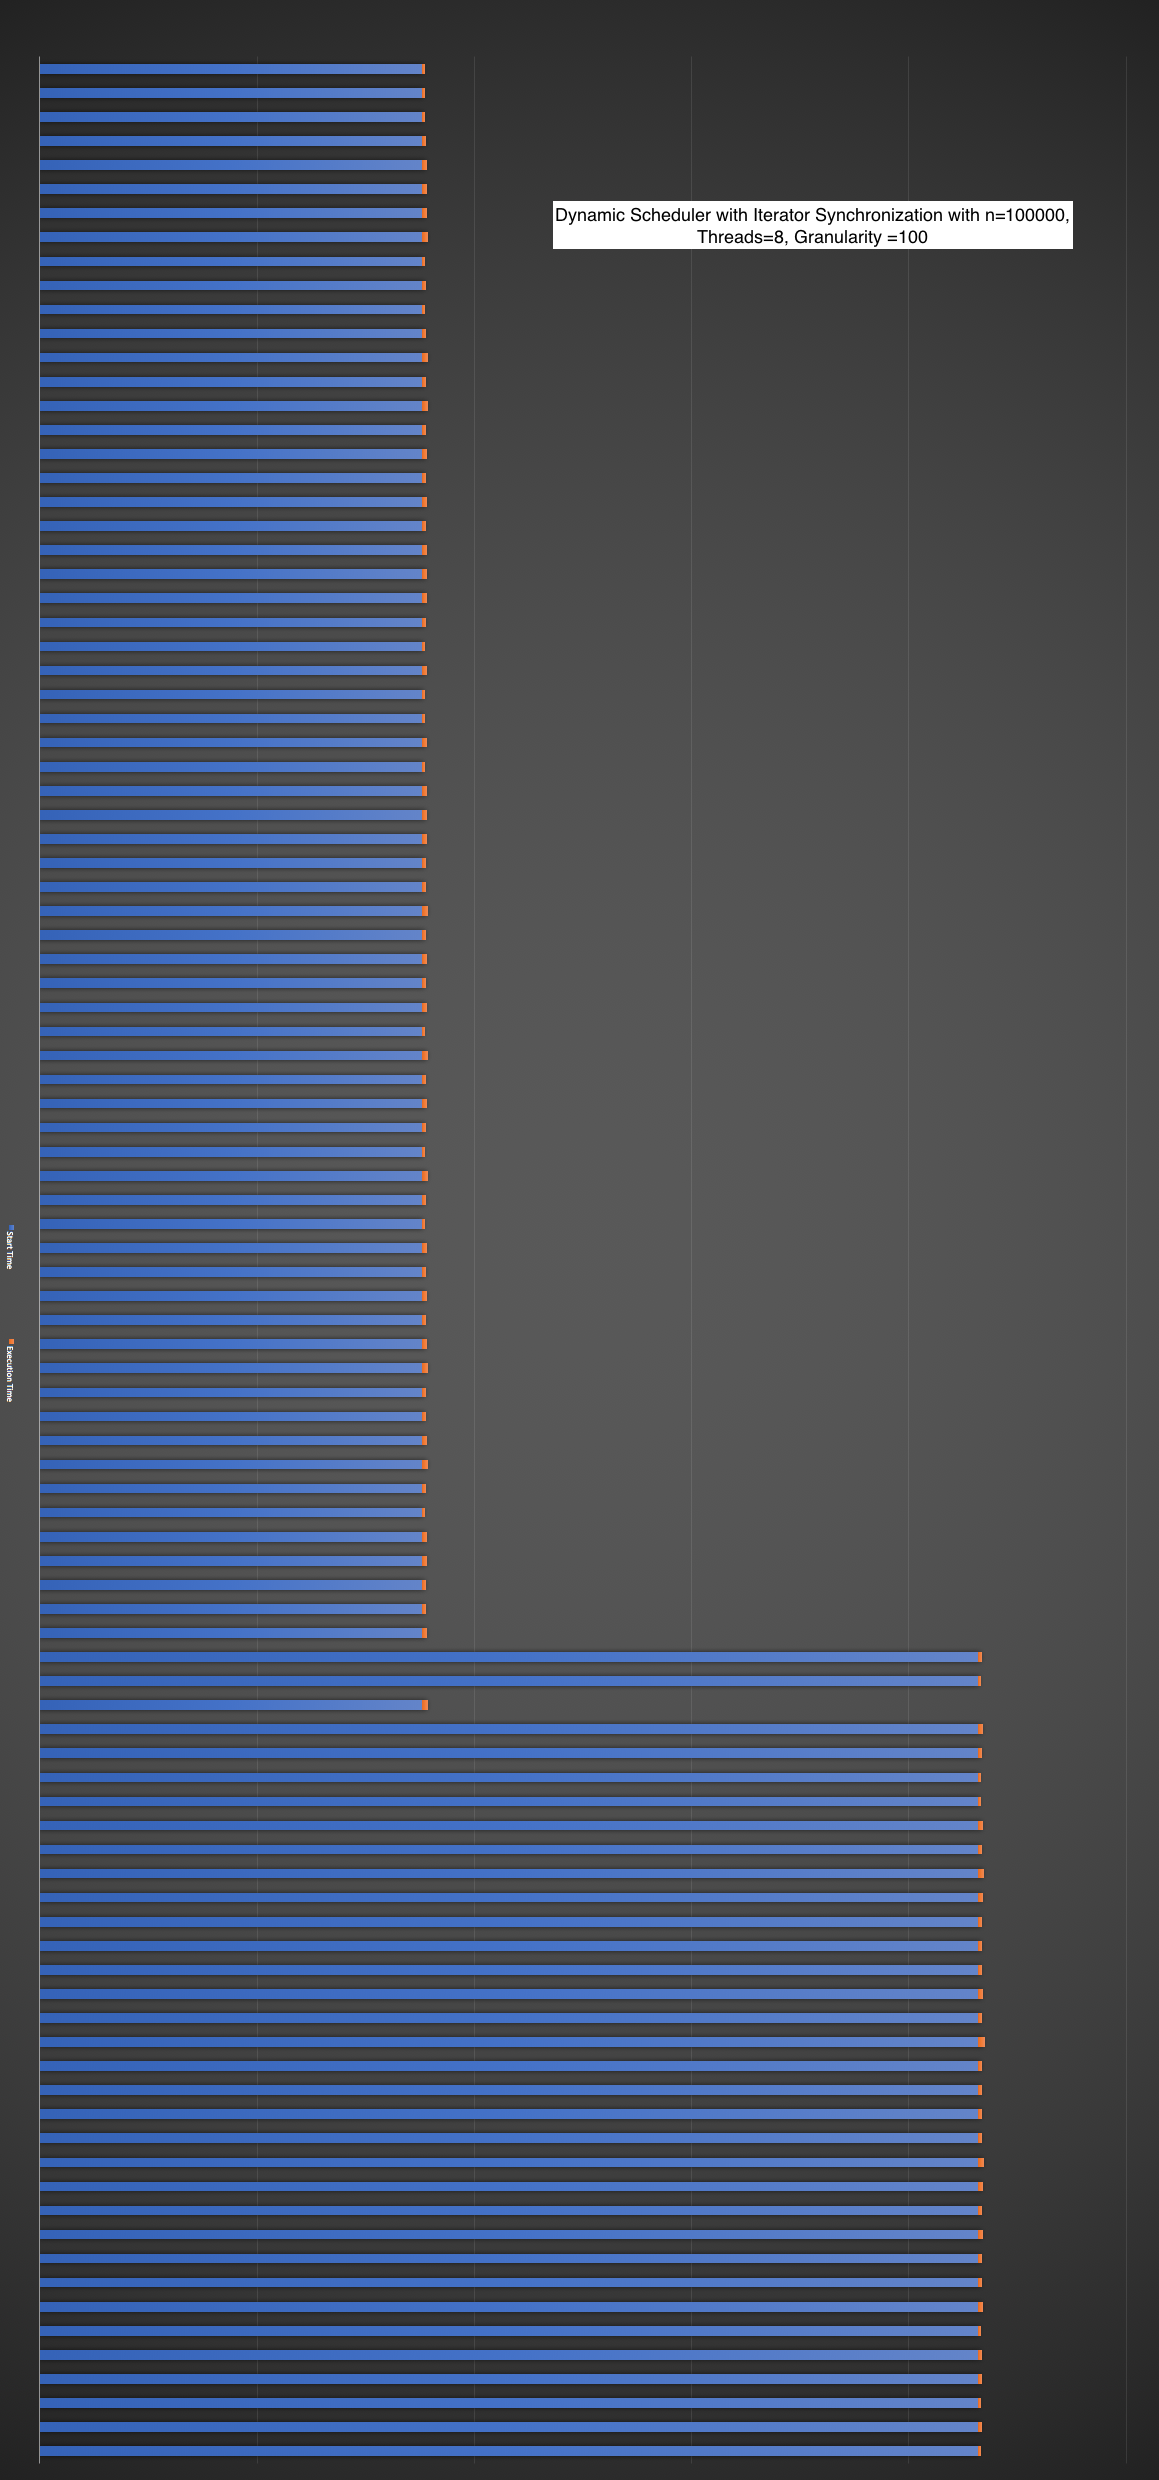 Dynamic Scheduler with Iterator Synchronization with n=100000,
Threads=8, Granularity =100
Start Time
Execution Time